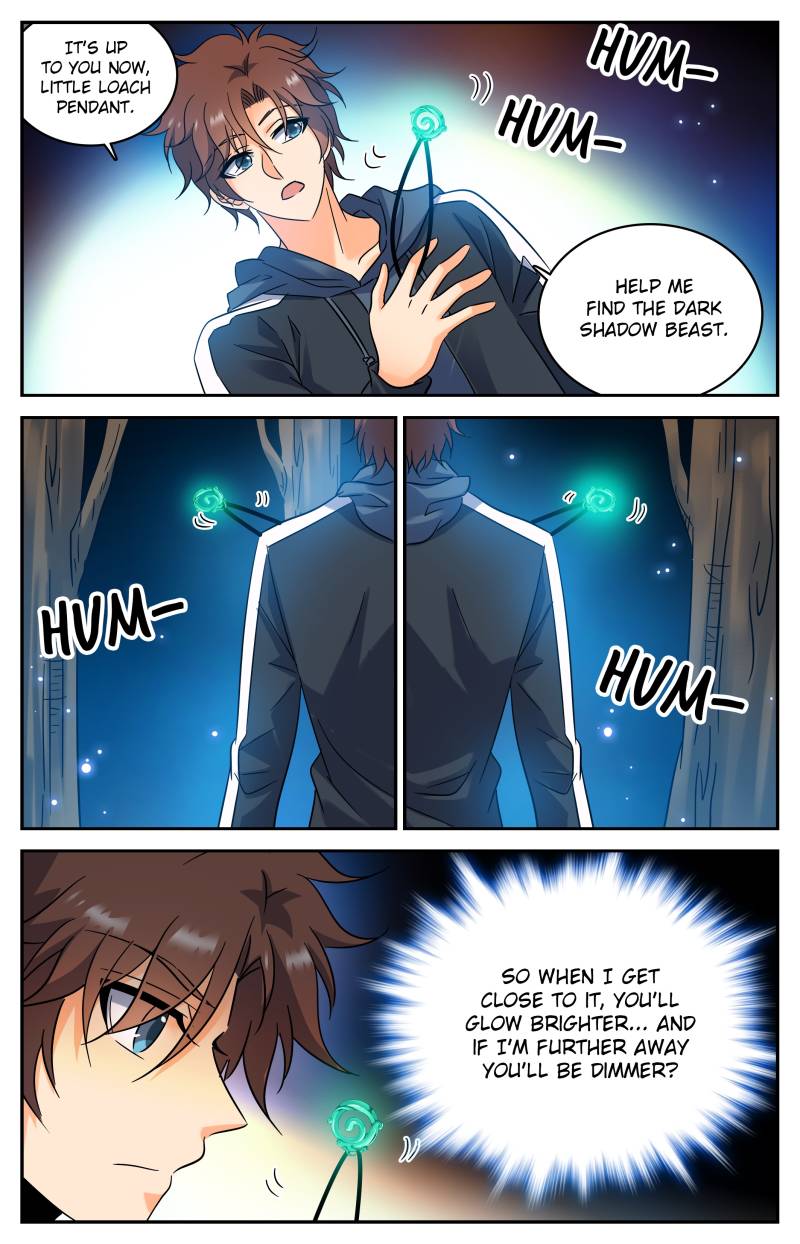 IT'S UP
TO YOU NOW,
LITTLE LOACH
PENDANT.
HUM-
HUM-
HELP ME
FIND THE DARK
SHADOW BEAST.
HUM-
HUM-
SO WHEN I GET
CLOSE TO IT, YOU'LL
GLOW BRIGHTER... AND
IF I'M FURTHER AWAY
YOU'LL BE DIMMER?